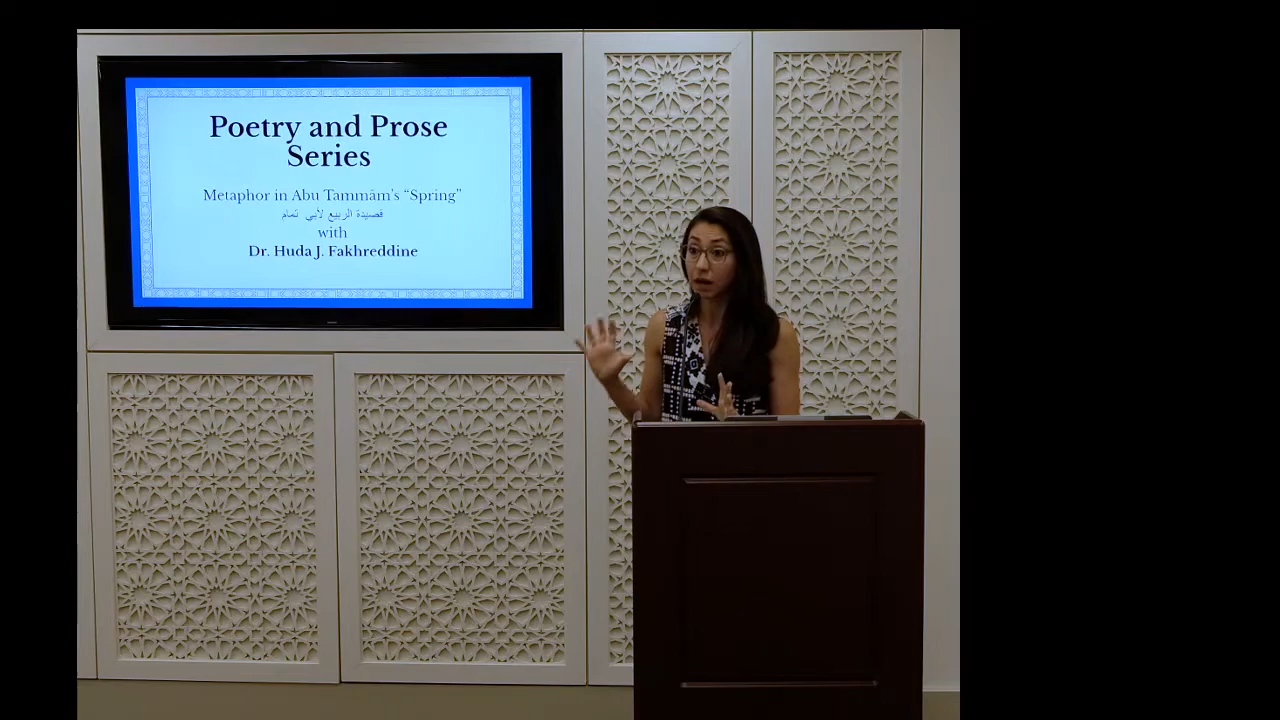 Poetry and Prose
Series
Metaphor in Abu Tammām's “Spring”
قصيدة الربيع لأبي تمام
with
Dr. Huda J. Fakhreddine